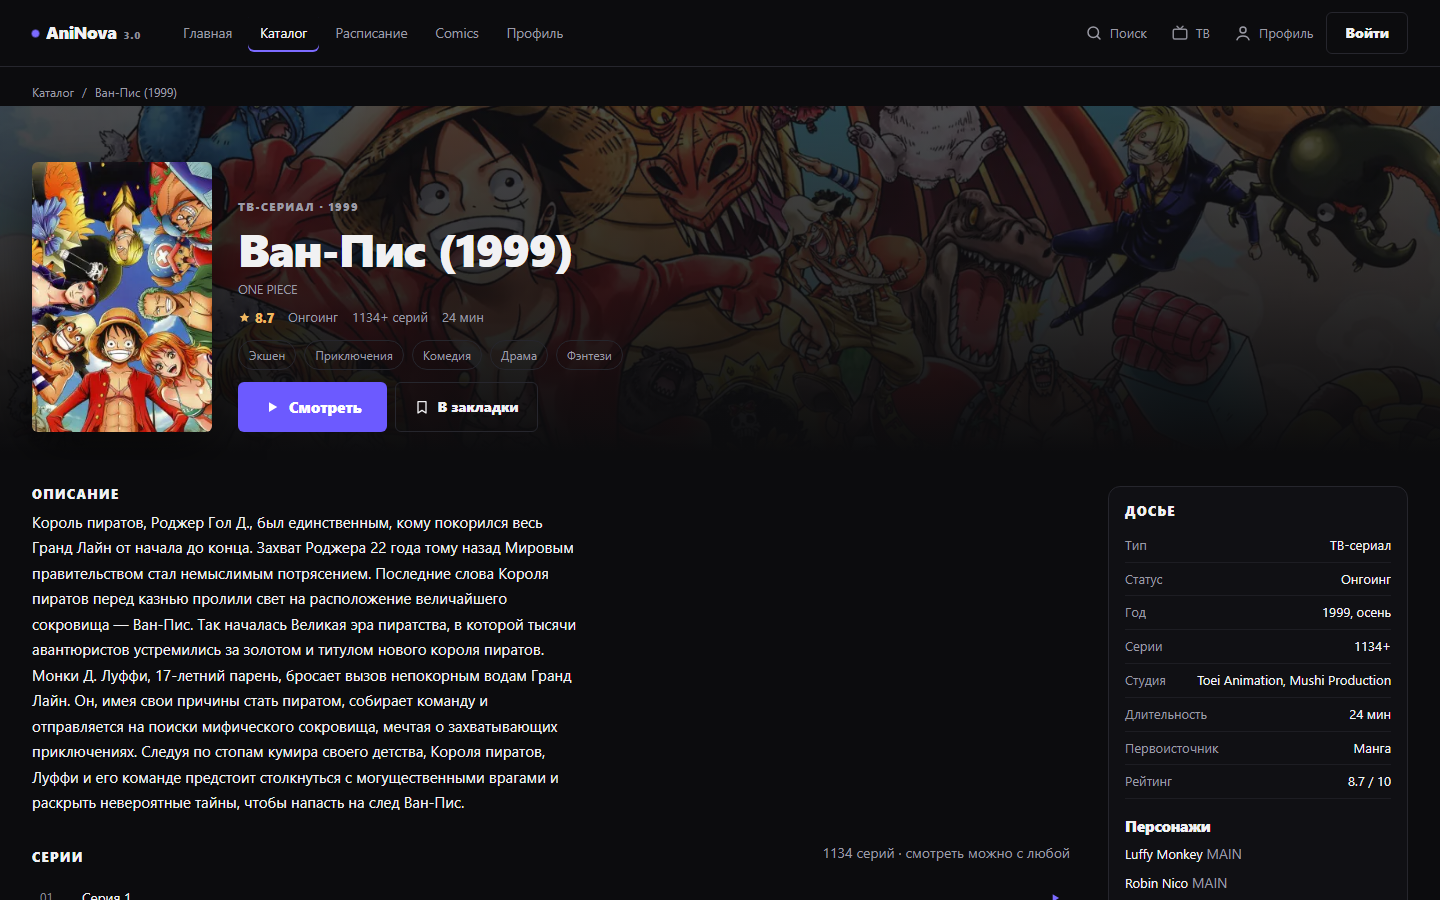 AniNova 3.0
Главная
Каталог
Расписание
Comics
Профиль
Поиск
ТВ
Профиль
Войти
Каталог / Ван-Пис (1999)
ТВ-СЕРИАЛ · 1999
Ван-Пис (1999)
ONE PIECE
★ 8.7 Онгоинг 1134+ серий 24 мин
Экшен
Приключения
Комедия
Драма
Фэнтези
Смотреть
В закладки
ОПИСАНИЕ
Король пиратов, Роджер Гол Д., был единственным, кому покорился весь
Гранд Лайн от начала до конца. Захват Роджера 22 года тому назад Мировым
правительством стал немыслимым потрясением. Последние слова Короля
пиратов перед казнью пролили свет на расположение величайшего
сокровища — Ван-Пис. Так началась Великая эра пиратства, в которой тысячи
авантюристов устремились за золотом и титулом нового короля пиратов.
Монки Д. Луффи, 17-летний парень, бросает вызов непокорным водам Гранд
Лайн. Он, имея свои причины стать пиратом, собирает команду и
отправляется на поиски мифического сокровища, мечтая о захватывающих
приключениях. Следуя по стопам кумира своего детства, Короля пиратов,
Луффи и его команде предстоит столкнуться с могущественными врагами и
раскрыть невероятные тайны, чтобы напасть на след Ван-Пис.
СЕРИИ
1134 серий · смотреть можно с любой
01 Серия 1
ДОСЬЕ
Тип ТВ-сериал
Статус Онгоинг
Год 1999, осень
Серии 1134+
Студия Toei Animation, Mushi Production
Длительность 24 мин
Первоисточник Манга
Рейтинг 8.7 / 10
Персонажи
Luffy Monkey MAIN
Robin Nico MAIN